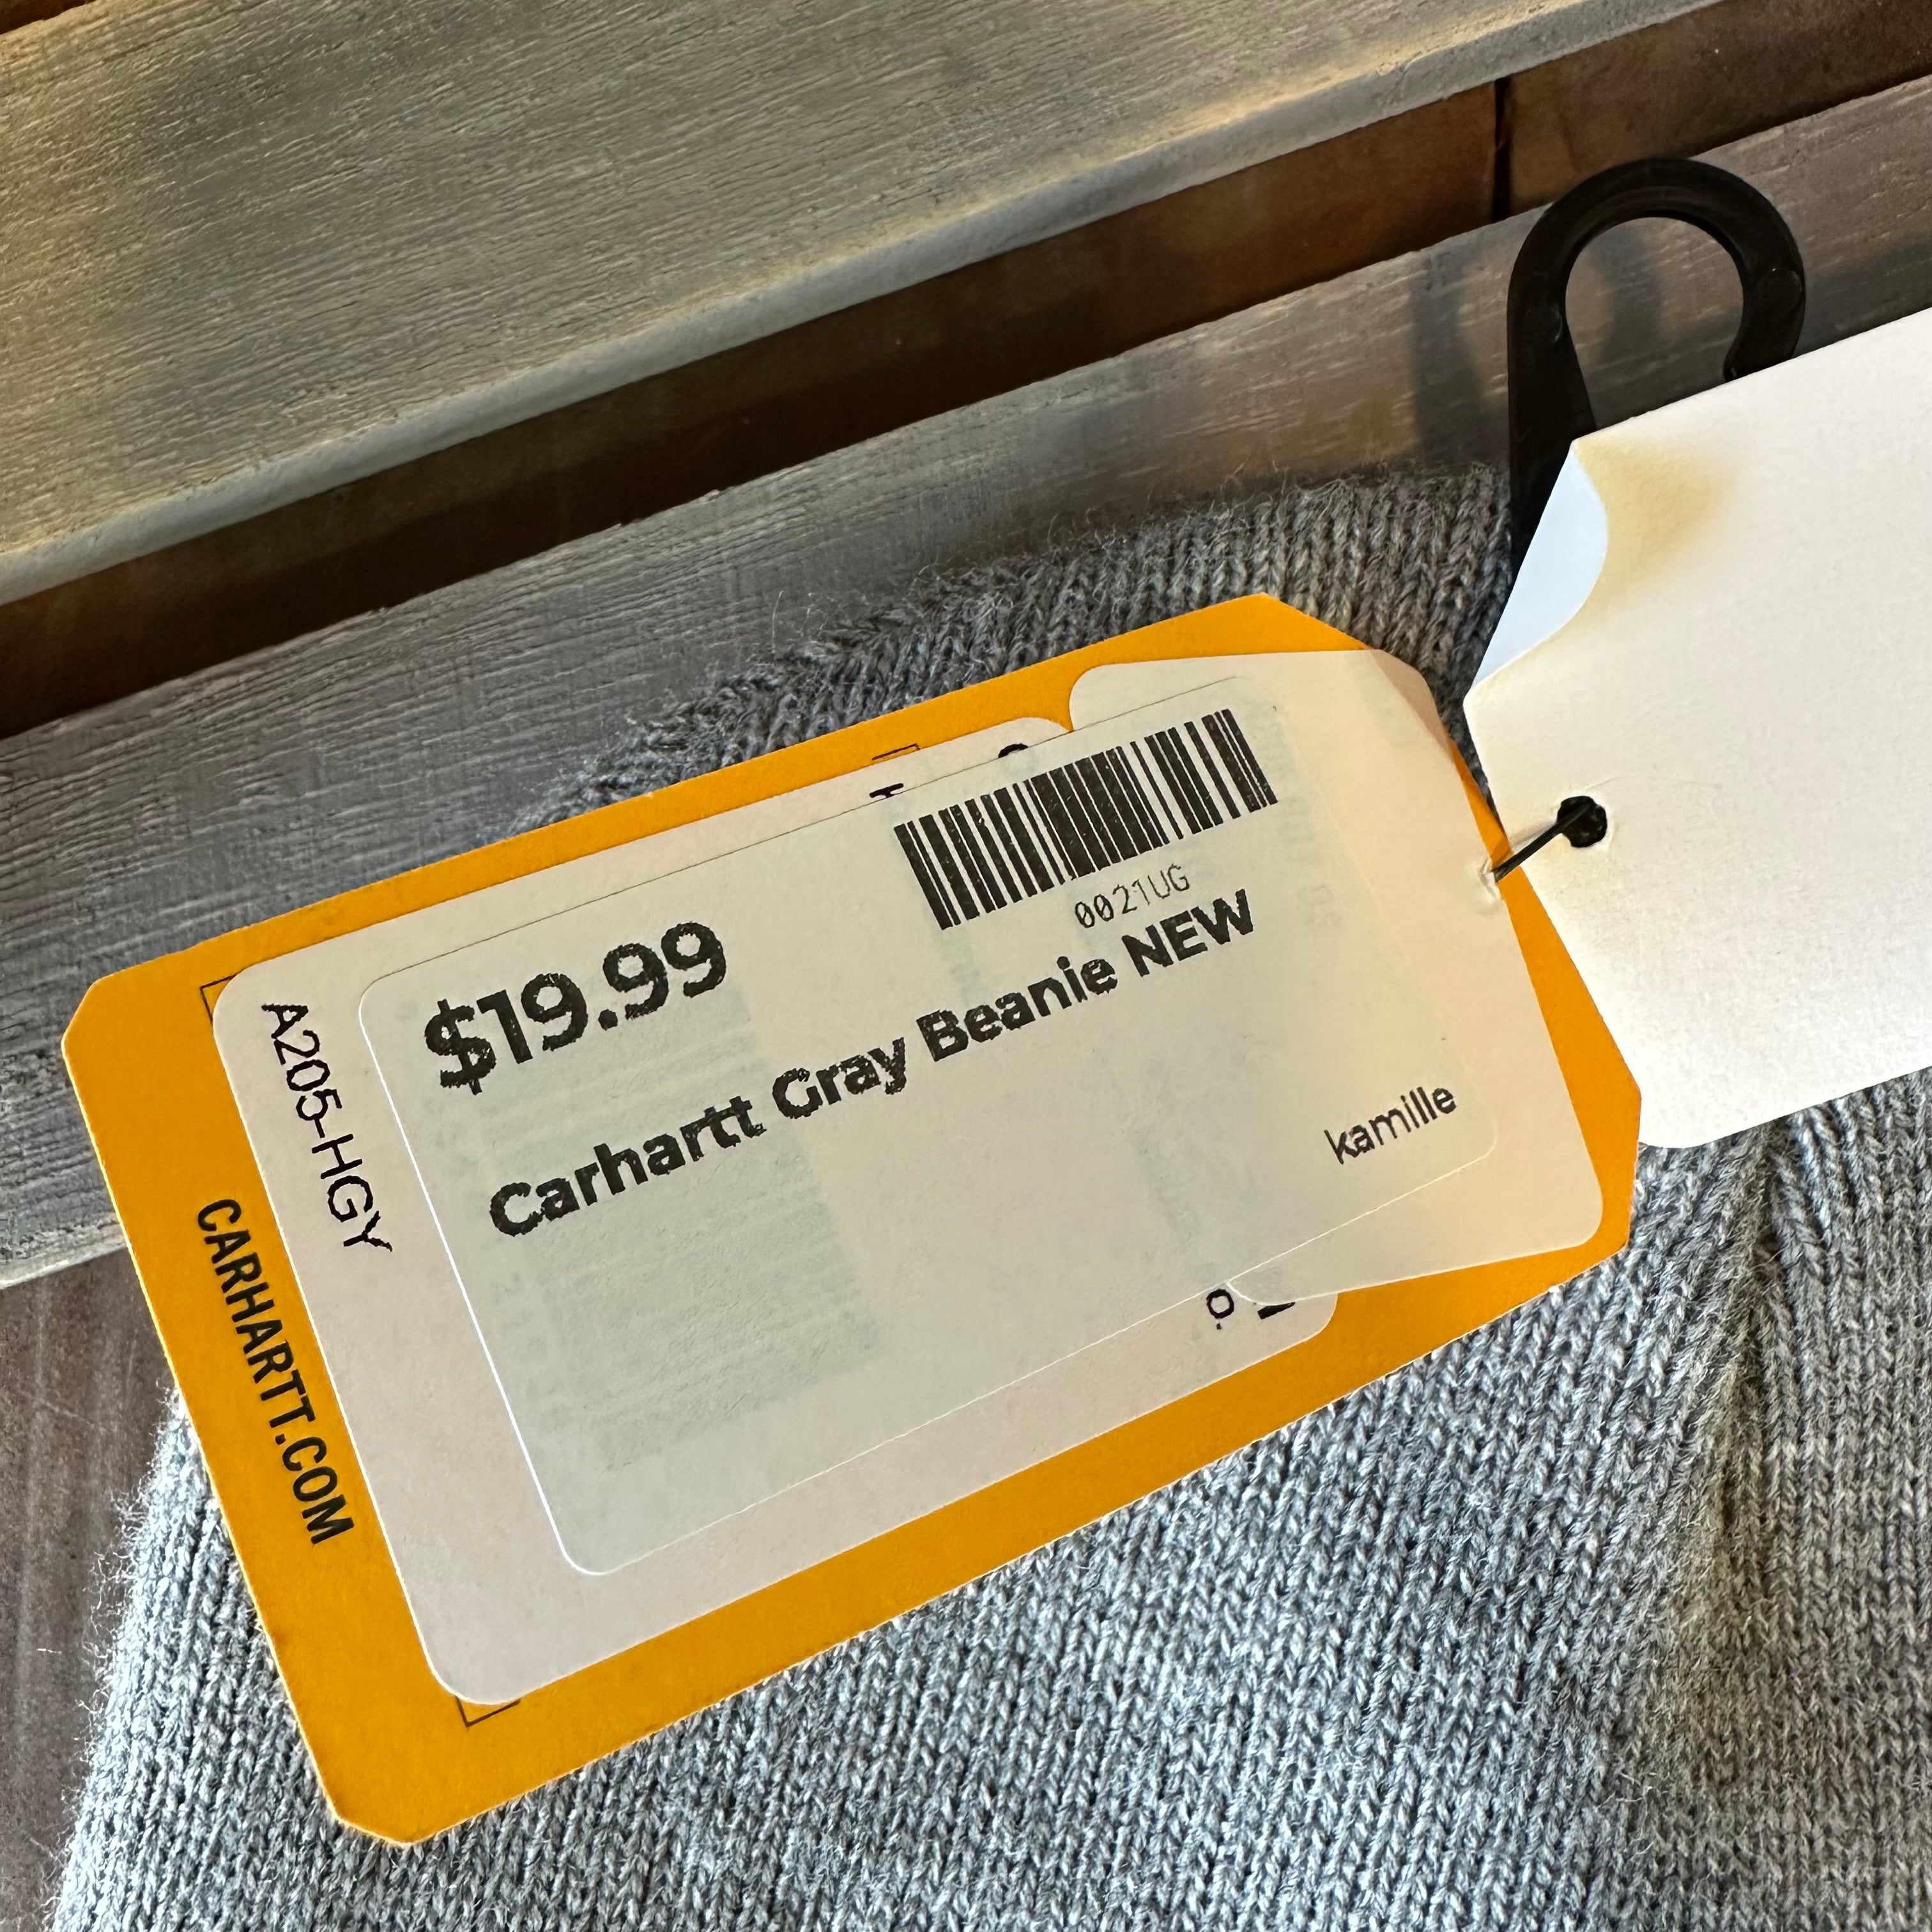 0021UG
$19.99
Carhartt Gray Beanie NEW
kamille
A205-HGY
CARHARTT.COM